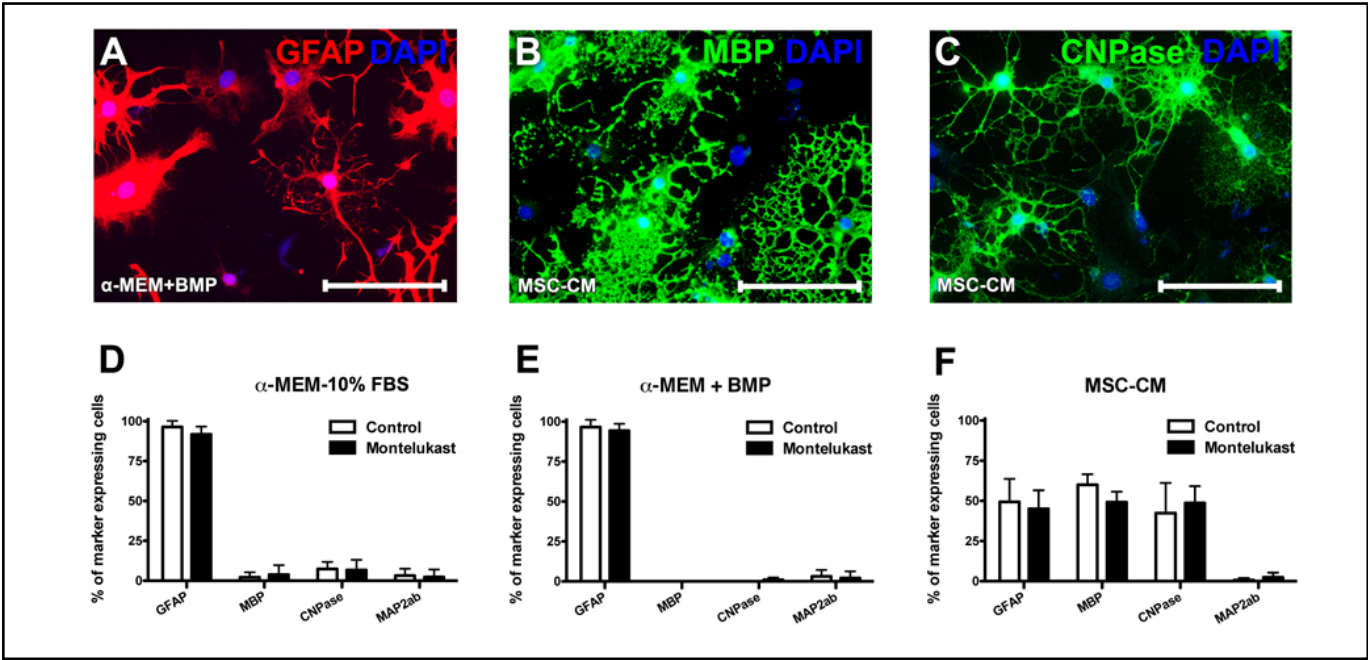 A GFAP DAPI
α-MEM+BMP
B MBP DAPI
MSC-CM
C CNPase DAPI
MSC-CM
D
α-MEM-10% FBS
% of marker expressing cells
100
75
50
25
0
Control
Montelukast
GFAP
MBP
CNPase
MAP2ab
E
α-MEM + BMP
% of marker expressing cells
100
75
50
25
0
Control
Montelukast
GFAP
MBP
CNPase
MAP2ab
F
MSC-CM
% of marker expressing cells
100
75
50
25
0
Control
Montelukast
GFAP
MBP
CNPase
MAP2ab